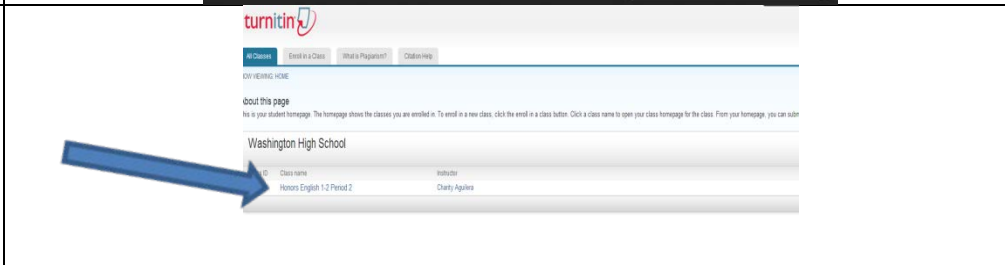 turnitin
All Classes Enroll in a Class What is Plagiarism? Citation Help
NOW VIEWING: HOME
About this page
This is your student homepage. The homepage shows the classes you are enrolled in. To enroll in a new class, click the enroll in a class button. Click a class name to open your class homepage for the class. From your homepage, you can subm
Washington High School
ID Class name Instructor
Honors English 1-2 Period 2 Charity Aguilera